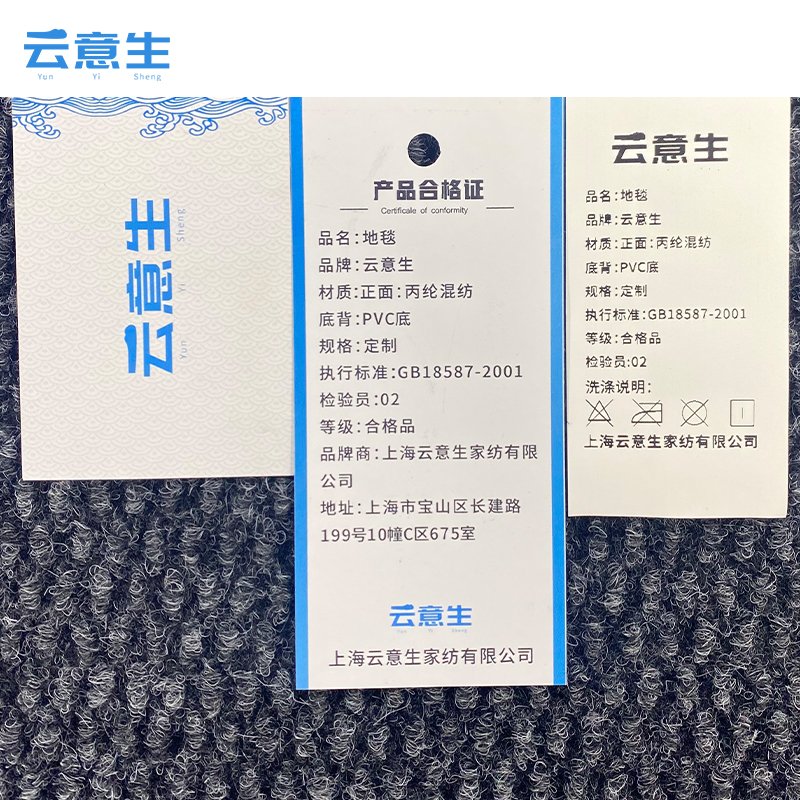 云意生
Yun Yi Sheng
云意生
Yun Yi Sheng
产品合格证
Certificale of conformity
品名:地毯
品牌:云意生
材质:正面:丙纶混纺
底背:PVC底
规格:定制
执行标准:GB18587-2001
检验员:02
等级:合格品
品牌商:上海云意生家纺有限
公司
地址:上海市宝山区长建路
199号10幢C区675室
云意生
Yun Yi Sheng
上海云意生家纺有限公司
云意生
品名:地毯
品牌:云意生
材质:正面:丙纶混纺
底背:PVC底
规格:定制
执行标准:GB18587-2001
等级:合格品
检验员:02
洗涤说明:
上海云意生家纺有限公司